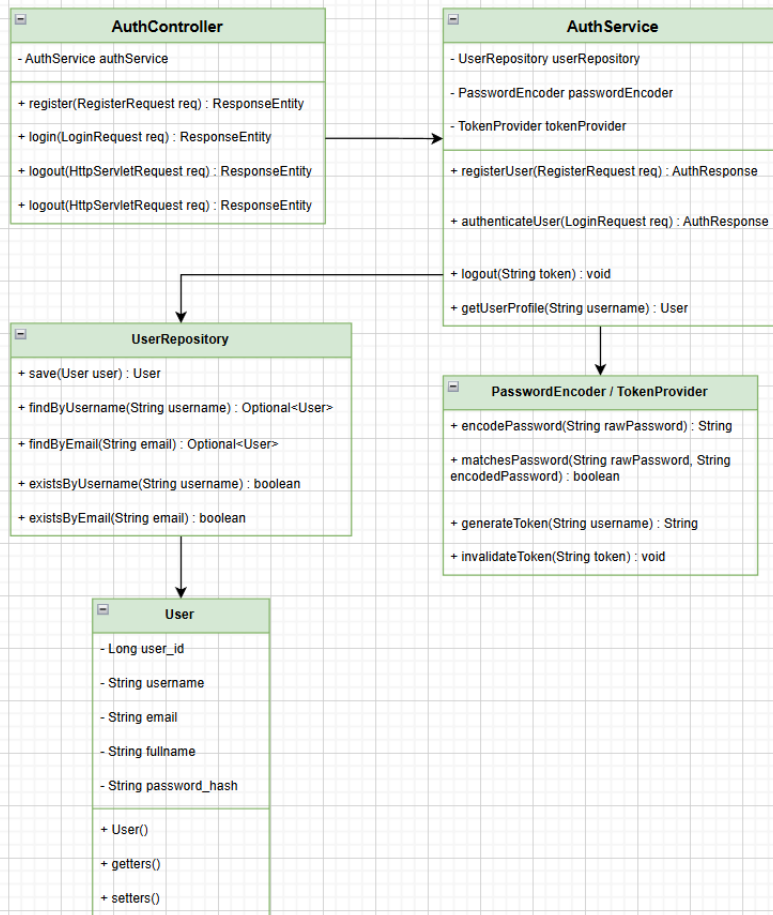 AuthController
- AuthService authService
+ register(RegisterRequest req) : ResponseEntity
+ login(LoginRequest req) : ResponseEntity
+ logout(HttpServletRequest req) : ResponseEntity
+ logout(HttpServletRequest req) : ResponseEntity
AuthService
- UserRepository userRepository
- PasswordEncoder passwordEncoder
- TokenProvider tokenProvider
+ registerUser(RegisterRequest req) : AuthResponse
+ authenticateUser(LoginRequest req) : AuthResponse
+ logout(String token) : void
+ getUserProfile(String username) : User
UserRepository
+ save(User user) : User
+ findByUsername(String username) : Optional<User>
+ findByEmail(String email) : Optional<User>
+ existsByUsername(String username) : boolean
+ existsByEmail(String email) : boolean
PasswordEncoder / TokenProvider
+ encodePassword(String rawPassword) : String
+ matchesPassword(String rawPassword, String
encodedPassword) : boolean
+ generateToken(String username) : String
+ invalidateToken(String token) : void
User
- Long user_id
- String username
- String email
- String fullname
- String password_hash
+ User()
+ getters()
+ setters()